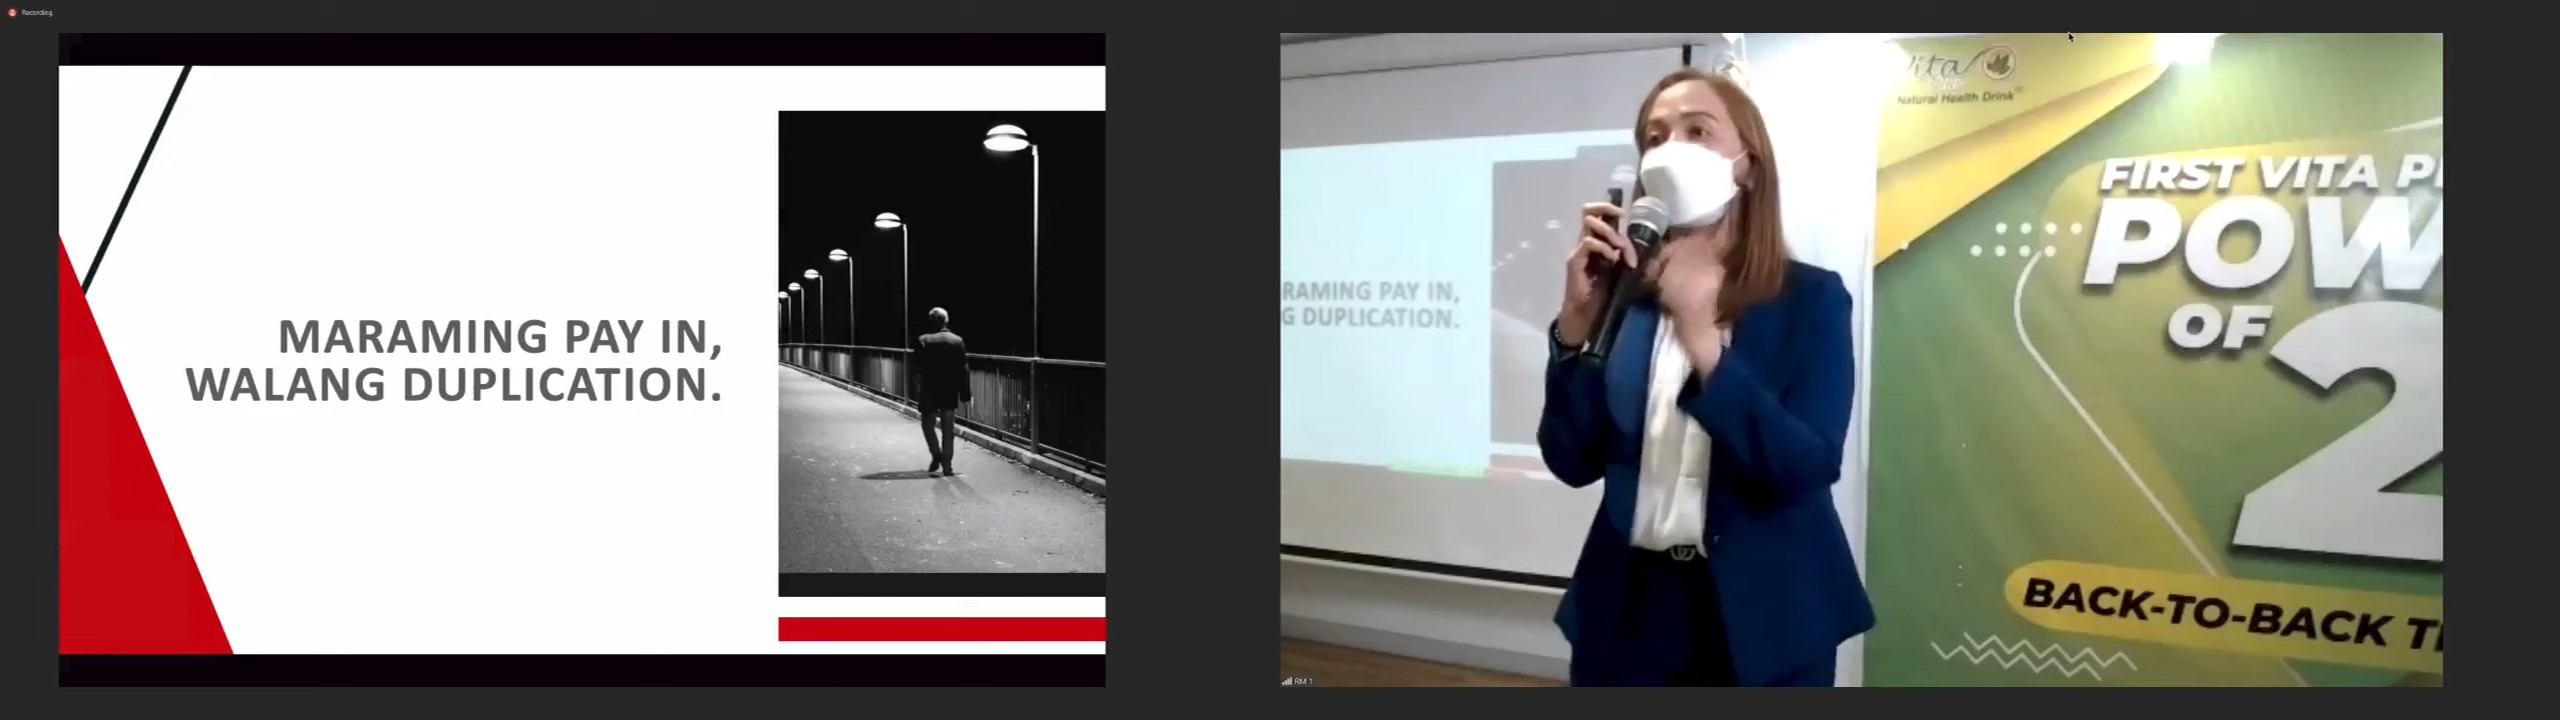 Recording
MARAMING PAY IN,
WALANG DUPLICATION.
RAMING PAY IN,
G DUPLICATION.
Vita
Natural Health Drink
FIRST VITA P
POW
OF
2
BACK-TO-BACK T
RM 1